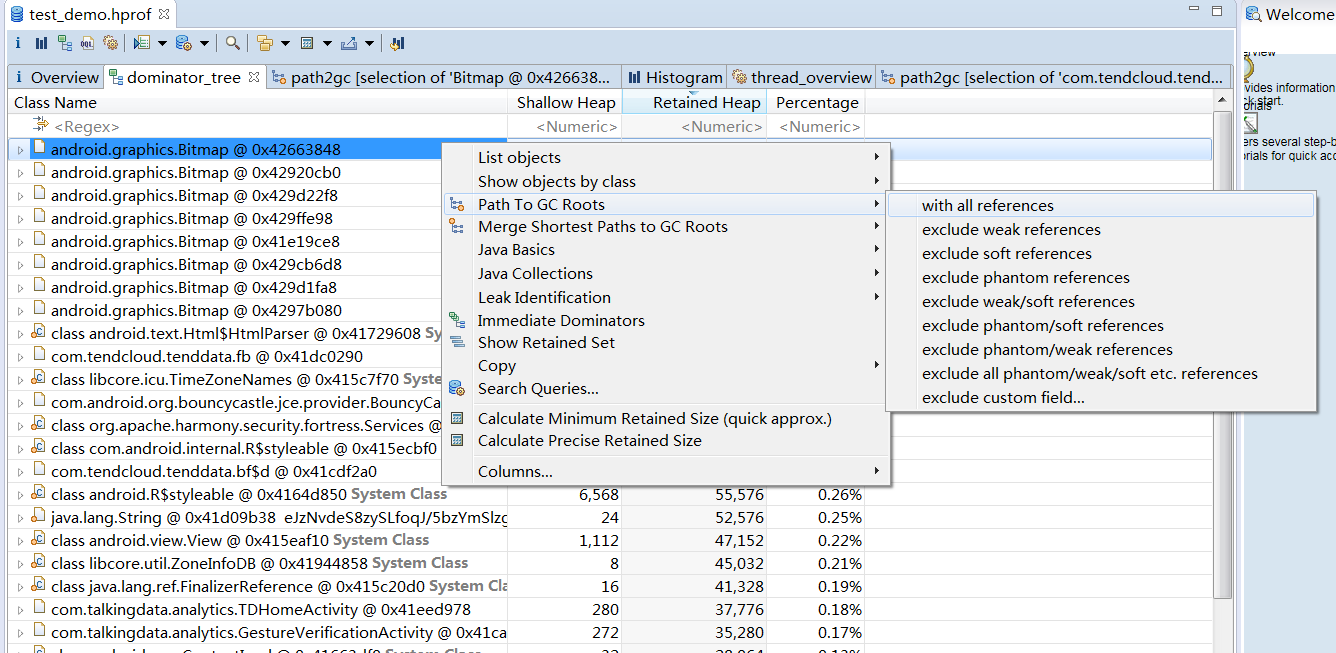 test_demo.hprof
Welcome
Overview dominator_tree path2gc [selection of 'Bitmap @ 0x426638... Histogram thread_overview path2gc [selection of 'com.tendcloud.tend...
Class Name Shallow Heap Retained Heap Percentage
<Regex> <Numeric> <Numeric> <Numeric>
android.graphics.Bitmap @ 0x42663848
android.graphics.Bitmap @ 0x42920cb0
android.graphics.Bitmap @ 0x429d22f8
android.graphics.Bitmap @ 0x429ffe98
android.graphics.Bitmap @ 0x41e19ce8
android.graphics.Bitmap @ 0x429cb6d8
android.graphics.Bitmap @ 0x429d1fa8
android.graphics.Bitmap @ 0x4297b080
class android.text.Html$HtmlParser @ 0x41729608 Sy
com.tendcloud.tenddata.fb @ 0x41dc0290
class libcore.icu.TimeZoneNames @ 0x415c7f70 Syste
com.android.org.bouncycastle.jce.provider.BouncyCa
class org.apache.harmony.security.fortress.Services @
class com.android.internal.R$styleable @ 0x415ecbf0
com.tendcloud.tenddata.bf$d @ 0x41cdf2a0
class android.R$styleable @ 0x4164d850 System Class 6,568 55,576 0.26%
java.lang.String @ 0x41d09b38 eJzNvdeS8zySLfoqJ/5bzYmSlzg 24 52,576 0.25%
class android.view.View @ 0x415eaf10 System Class 1,112 47,152 0.22%
class libcore.util.ZoneInfoDB @ 0x41944858 System Class 8 45,032 0.21%
class java.lang.ref.FinalizerReference @ 0x415c20d0 System Cla 16 41,328 0.19%
com.talkingdata.analytics.TDHomeActivity @ 0x41eed978 280 37,776 0.18%
com.talkingdata.analytics.GestureVerificationActivity @ 0x41ca 272 35,280 0.17%
List objects
Show objects by class
Path To GC Roots
Merge Shortest Paths to GC Roots
Java Basics
Java Collections
Leak Identification
Immediate Dominators
Show Retained Set
Copy
Search Queries...
Calculate Minimum Retained Size (quick approx.)
Calculate Precise Retained Size
Columns...
with all references
exclude weak references
exclude soft references
exclude phantom references
exclude weak/soft references
exclude phantom/soft references
exclude phantom/weak references
exclude all phantom/weak/soft etc. references
exclude custom field...
vides information
ck start.
orials
ers several step-b
orials for quick acc